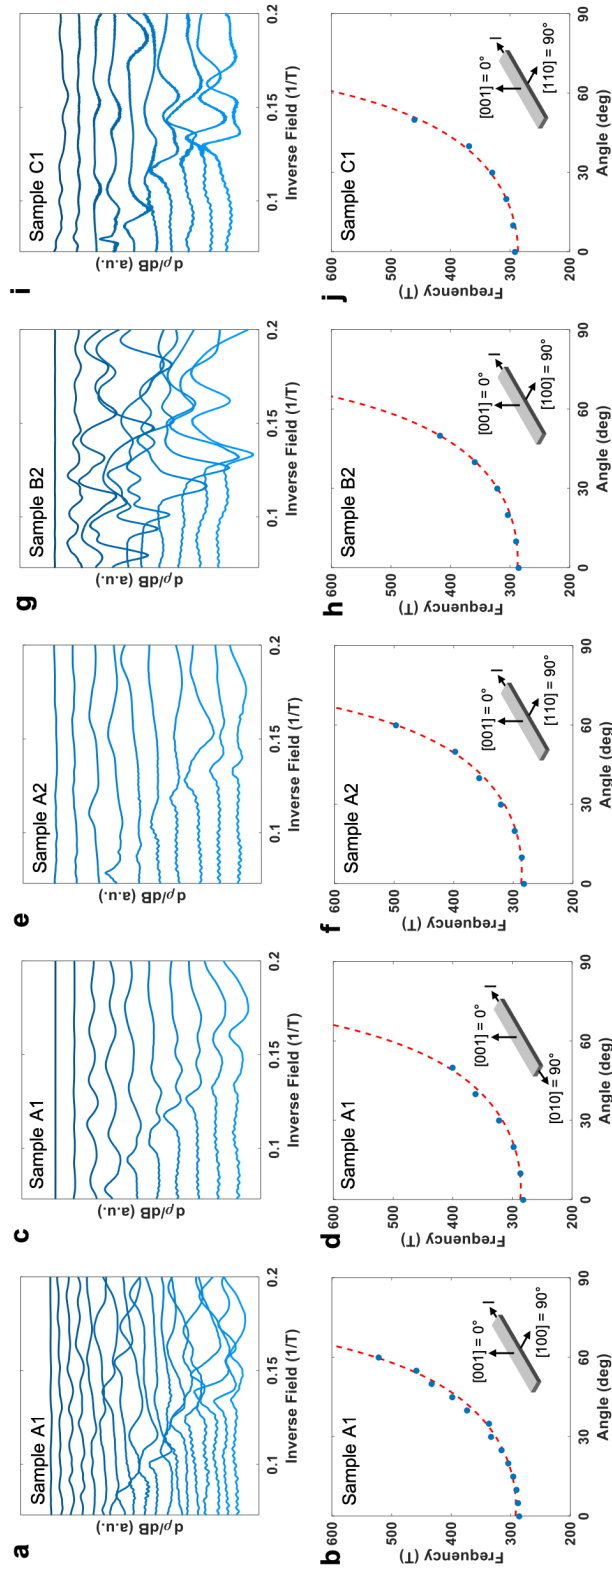 a
Sample A1
dρ/dB (a.u.)
0.1 0.15 0.2
Inverse Field (1/T)
c
Sample A1
dρ/dB (a.u.)
0.1 0.15 0.2
Inverse Field (1/T)
e
Sample A2
dρ/dB (a.u.)
0.1 0.15 0.2
Inverse Field (1/T)
g
Sample B2
dρ/dB (a.u.)
0.1 0.15 0.2
Inverse Field (1/T)
i
Sample C1
dρ/dB (a.u.)
0.1 0.15 0.2
Inverse Field (1/T)
b
Sample A1
Frequency (T)
600
500
400
300
200
[001] = 0°
I
[100] = 90°
0 30 60 90
Angle (deg)
d
Sample A1
Frequency (T)
600
500
400
300
200
[001] = 0°
I
[010] = 90°
0 30 60 90
Angle (deg)
f
Sample A2
Frequency (T)
600
500
400
300
200
[001] = 0°
I
[110] = 90°
0 30 60 90
Angle (deg)
h
Sample B2
Frequency (T)
600
500
400
300
200
[001] = 0°
I
[100] = 90°
0 30 60 90
Angle (deg)
j
Sample C1
Frequency (T)
600
500
400
300
200
[001] = 0°
I
[110] = 90°
0 30 60 90
Angle (deg)